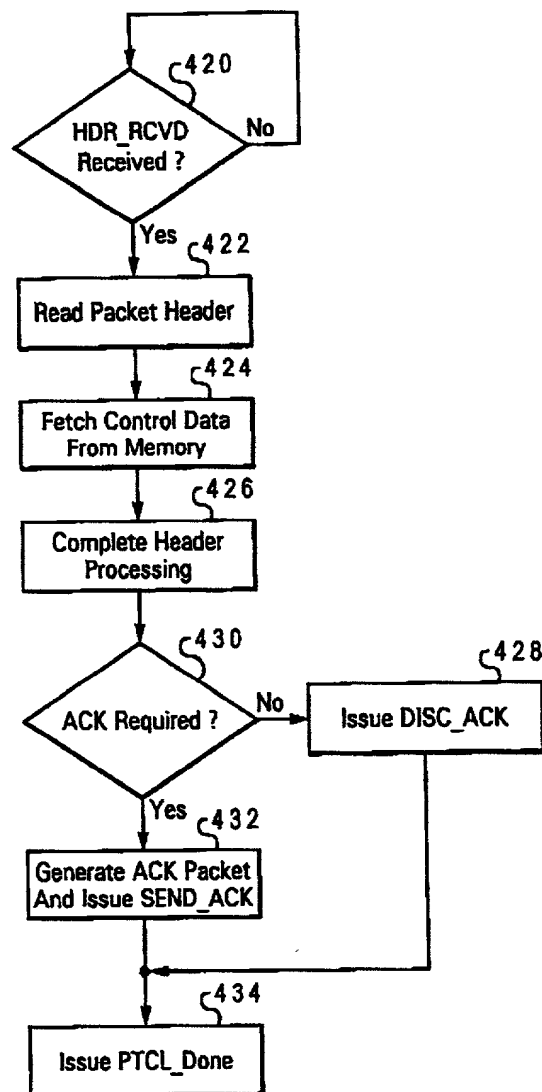 420
HDR_RCVD
Received ?
No
Yes
422
Read Packet Header
424
Fetch Control Data
From Memory
426
Complete Header
Processing
430
ACK Required ?
No
428
Issue DISC_ACK
Yes
432
Generate ACK Packet
And Issue SEND_ACK
434
Issue PTCL_Done